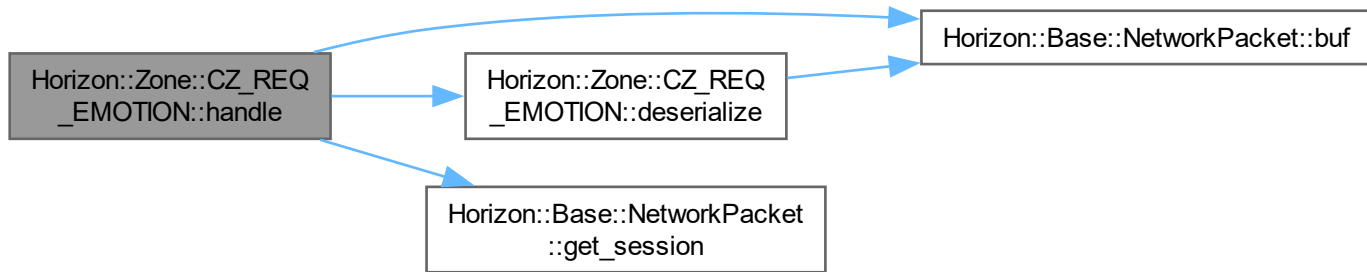 Horizon::Zone::CZ_REQ
_EMOTION::handle
Horizon::Zone::CZ_REQ
_EMOTION::deserialize
Horizon::Base::NetworkPacket::buf
Horizon::Base::NetworkPacket
::get_session